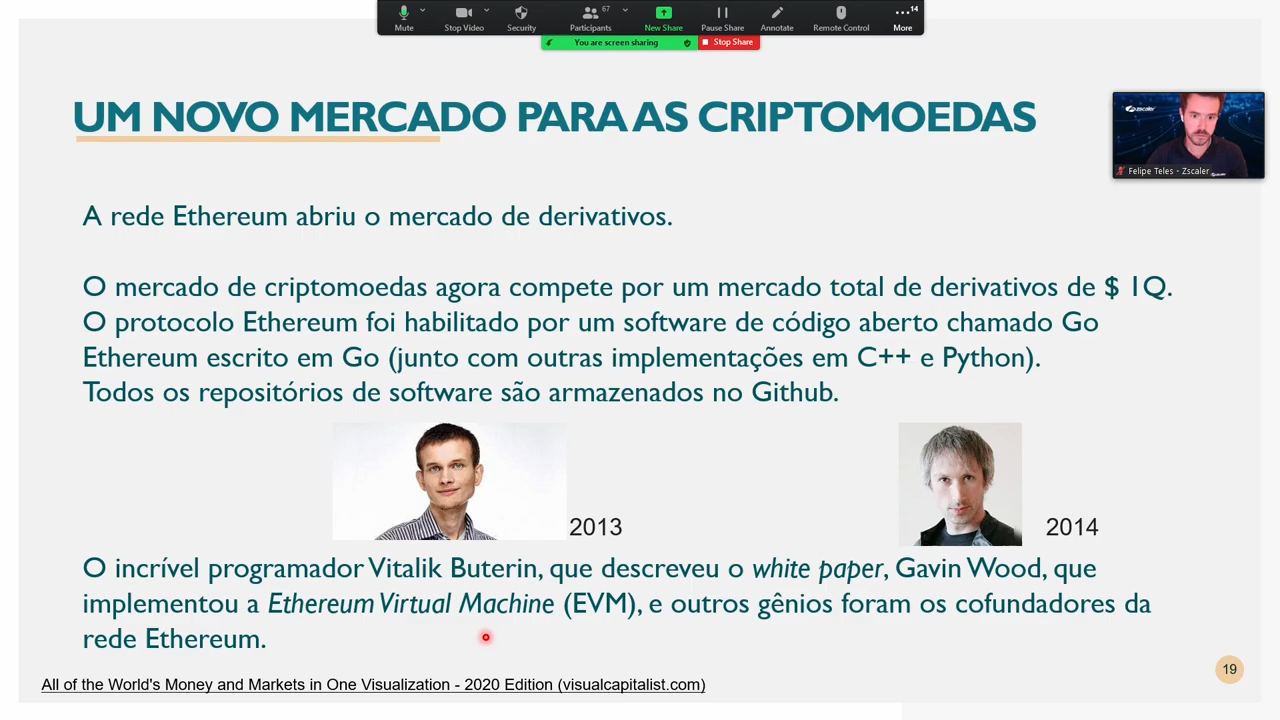 67
14
Mute
Stop Video
Security
Participants
New Share
Pause Share
Annotate
Remote Control
More
You are screen sharing
Stop Share
UM NOVO MERCADO PARA AS CRIPTOMOEDAS
zscaler
Felipe Teles - Zscaler
A rede Ethereum abriu o mercado de derivativos.
O mercado de criptomoedas agora compete por um mercado total de derivativos de $ 1Q.
O protocolo Ethereum foi habilitado por um software de código aberto chamado Go
Ethereum escrito em Go (junto com outras implementações em C++ e Python).
Todos os repositórios de software são armazenados no Github.
2013
2014
O incrível programador Vitalik Buterin, que descreveu o white paper, Gavin Wood, que
implementou a Ethereum Virtual Machine (EVM), e outros gênios foram os cofundadores da
rede Ethereum.
19
All of the World's Money and Markets in One Visualization - 2020 Edition (visualcapitalist.com)